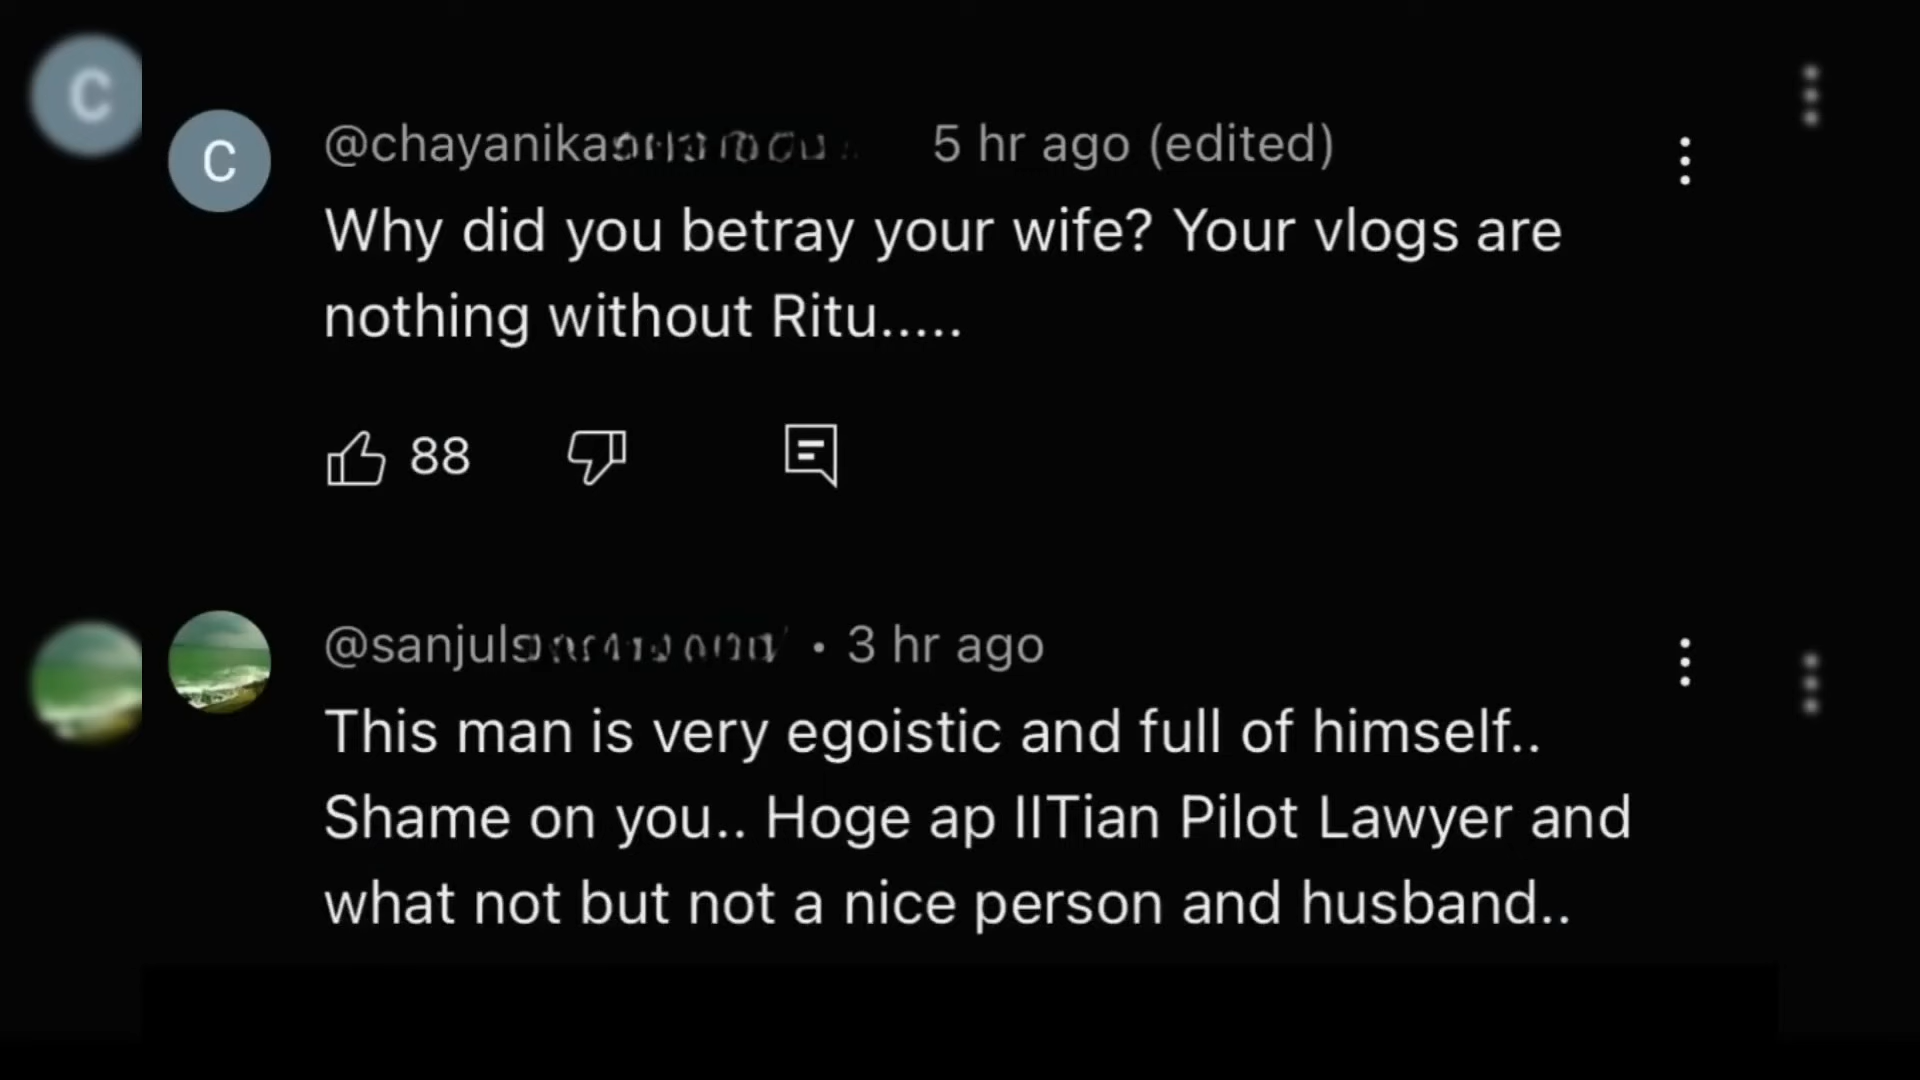 C
C
@chayanika 5 hr ago (edited)
Why did you betray your wife? Your vlogs are
nothing without Ritu.....
88
@sanjul · 3 hr ago
This man is very egoistic and full of himself..
Shame on you.. Hoge ap IITian Pilot Lawyer and
what not but not a nice person and husband..